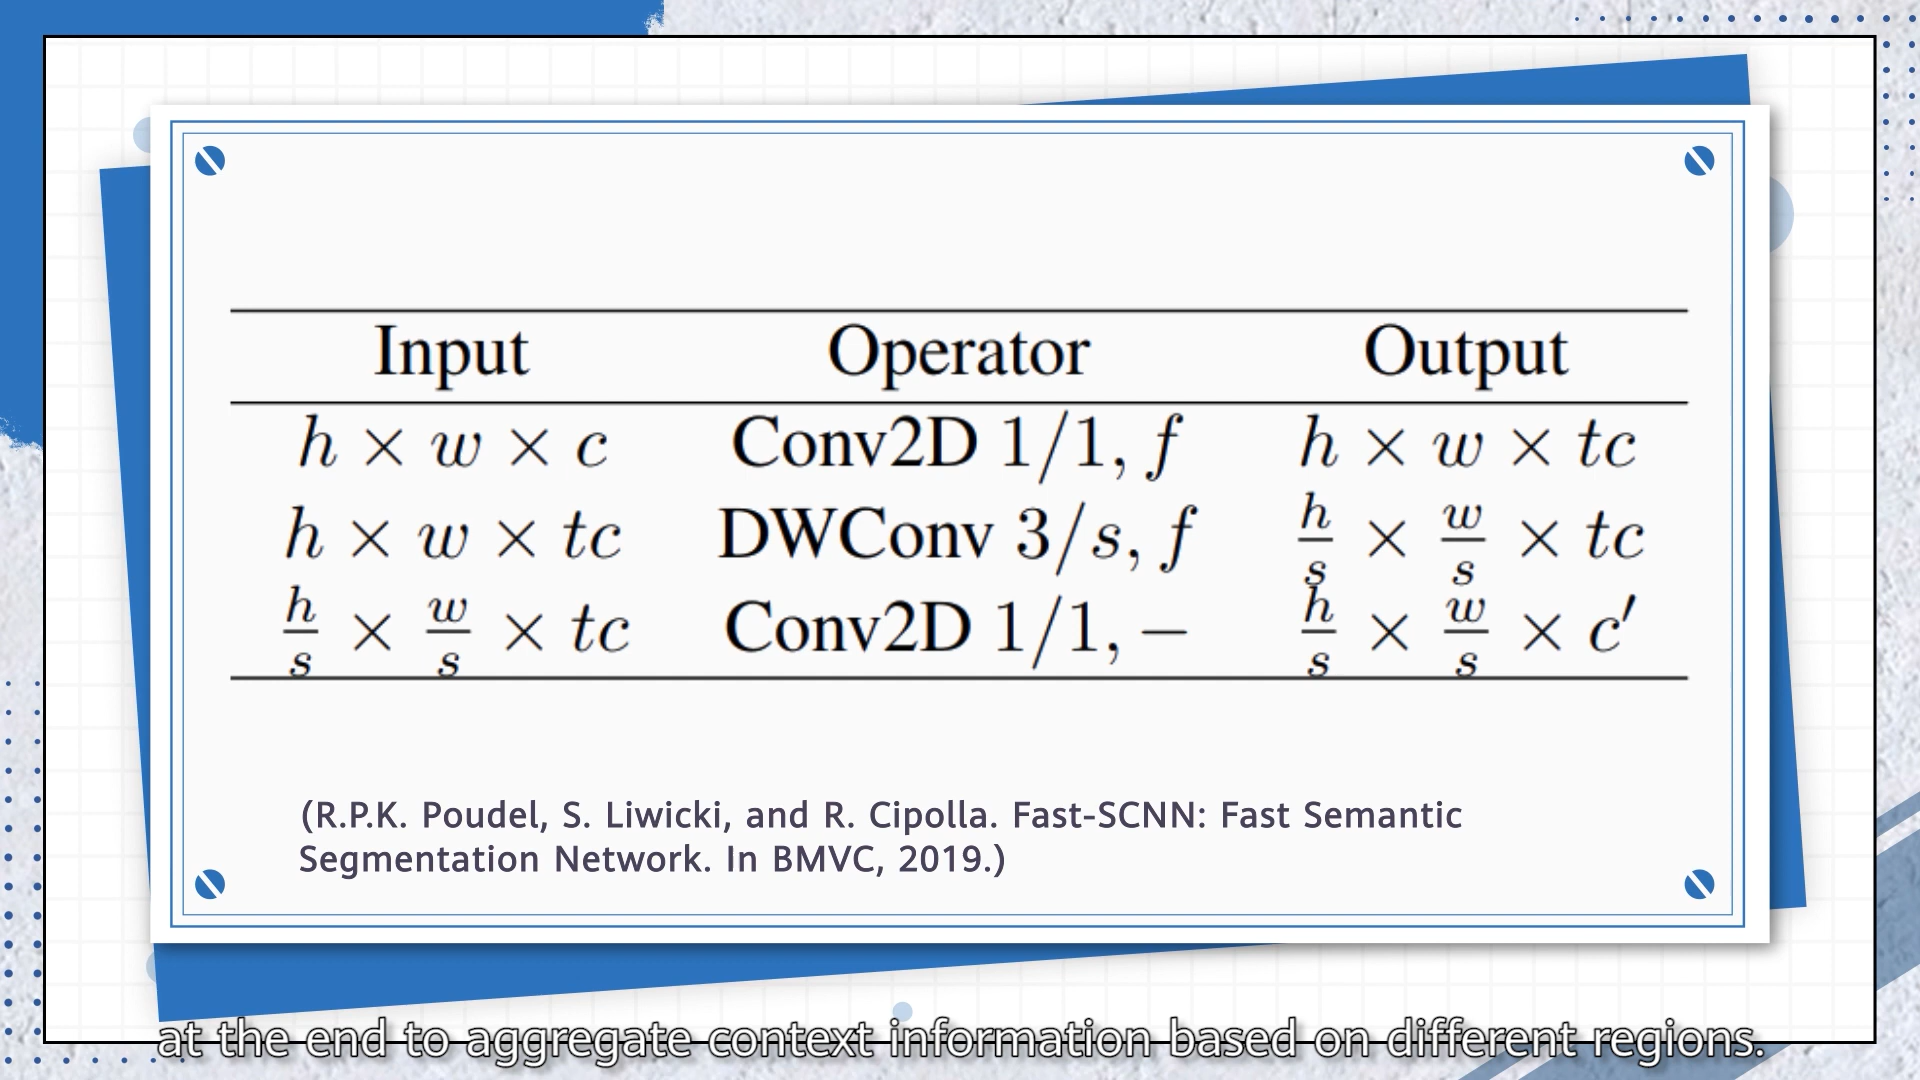 Input Operator Output
h × w × c Conv2D 1/1, f h × w × tc
h × w × tc DWConv 3/s, f h/s × w/s × tc
h/s × w/s × tc Conv2D 1/1, − h/s × w/s × c′
(R.P.K. Poudel, S. Liwicki, and R. Cipolla. Fast-SCNN: Fast Semantic
Segmentation Network. In BMVC, 2019.)
at the end to aggregate context information based on different regions.